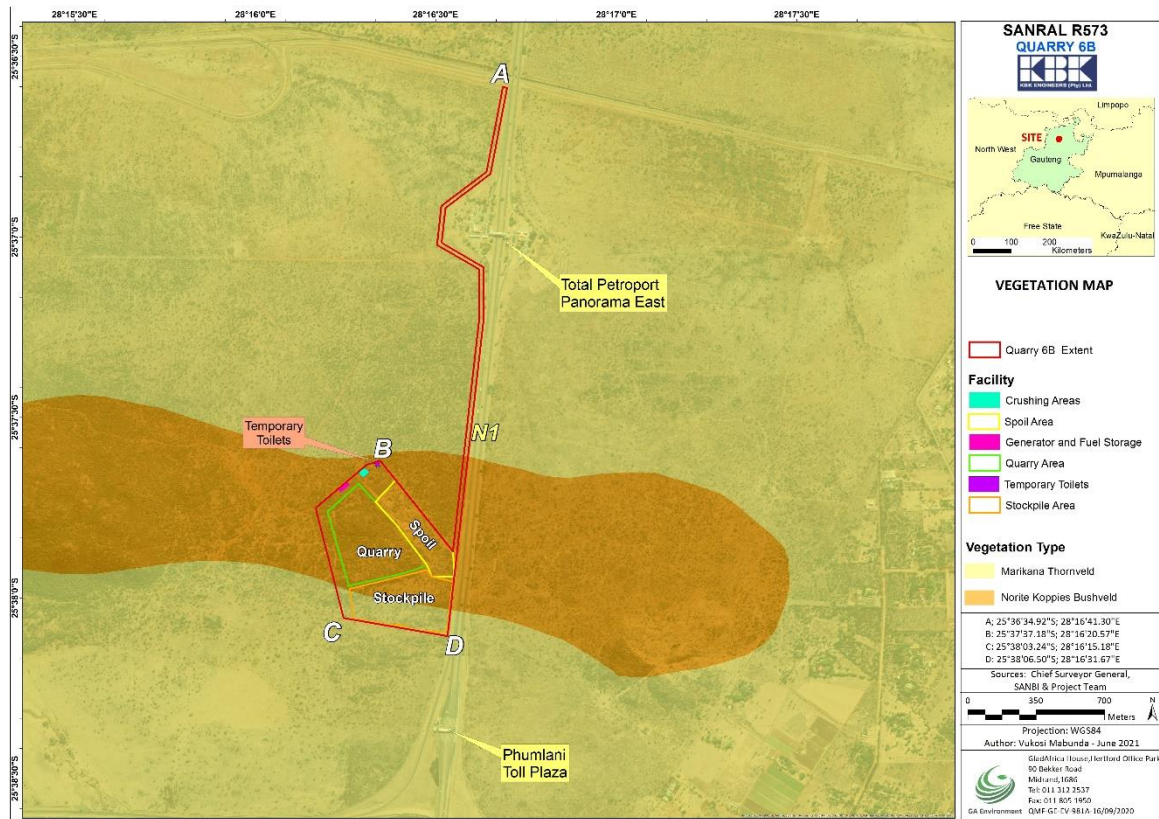 28°15'30"E
28°16'0"E
28°16'30"E
28°17'0"E
28°17'30"E
25°36'30"S
25°37'0"S
25°37'30"S
25°38'0"S
25°38'30"S
A
Total Petroport
Panorama East
N1
Temporary
Toilets
B
Spoil
Quarry
Stockpile
C
D
Phumlani
Toll Plaza
SANRAL R573
QUARRY 6B
KBK
KBK ENGINEERS (Pty) Ltd.
Limpopo
SITE
North West
Gauteng
Mpumalanga
Free State
KwaZulu-Natal
0 100 200
Kilometers
VEGETATION MAP
Quarry 6B Extent
Facility
Crushing Areas
Spoil Area
Generator and Fuel Storage
Quarry Area
Temporary Toilets
Stockpile Area
Vegetation Type
Marikana Thornveld
Norite Koppies Bushveld
A; 25°36'34.92"S; 28°16'41.30"E
B: 25°37'37.18"S; 28°16'20.57"E
C: 25°38'03.24"S; 28°16'15.18"E
D: 25°38'06.50"S; 28°16'31.67"E
Sources: Chief Surveyor General,
SANBI & Project Team
0 350 700
Meters
N
Projection: WGS84
Author: Vukosi Mabunda - June 2021
GladAfrica House, Hertford Office Park
90 Bekker Road
Midrand,1686
Tel: 011 312 2537
Fax: 011 805 1950
GA Environment QMF-GE-EV-981A-16/09/2020